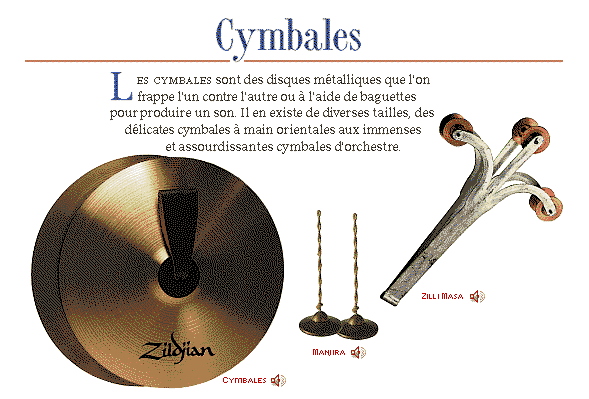 Cymbales
LES CYMBALES sont des disques métalliques que l'on
frappe l'un contre l'autre ou à l'aide de baguettes
pour produire un son. Il en existe de diverses tailles, des
délicates cymbales à main orientales aux immenses
et assourdissantes cymbales d'orchestre.
ZILLI MASA
Zildjian
MANJIRA
CYMBALES